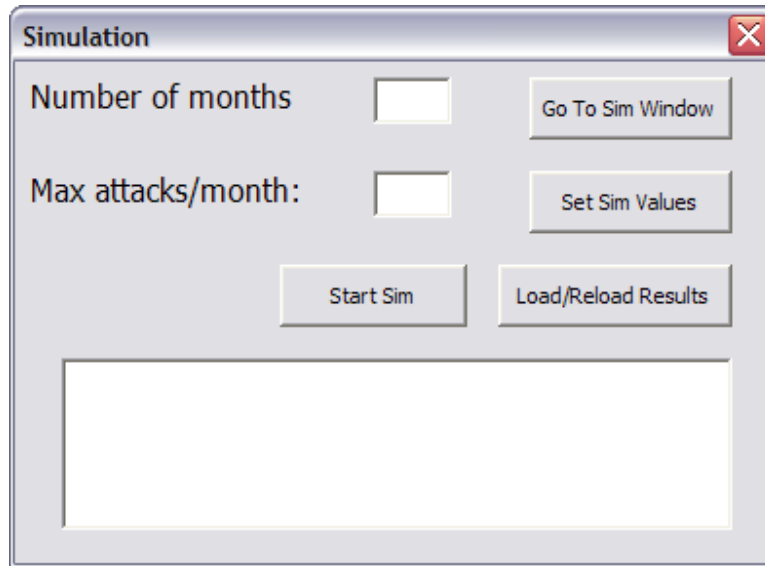 Simulation
Number of months
Go To Sim Window
Max attacks/month:
Set Sim Values
Start Sim
Load/Reload Results